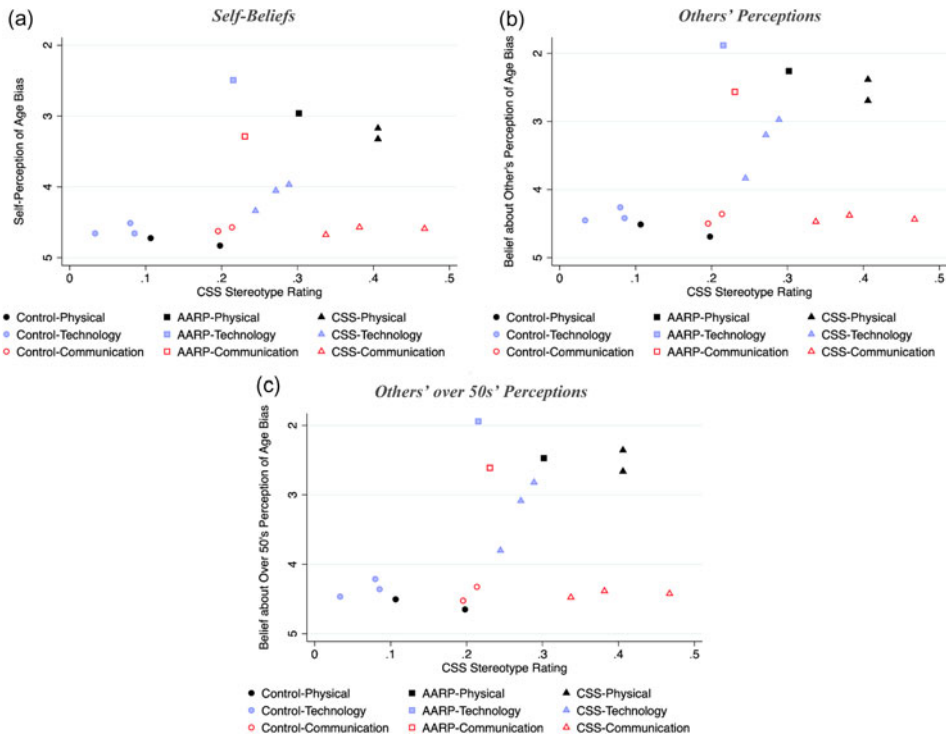 (a)
Self-Beliefs
2
3
4
5
Self-Perception of Age Bias
0
.1
.2
.3
.4
.5
CSS Stereotype Rating
Control-Physical
AARP-Physical
CSS-Physical
Control-Technology
AARP-Technology
CSS-Technology
Control-Communication
AARP-Communication
CSS-Communication
(b)
Others' Perceptions
2
3
4
5
Belief about Other's Perception of Age Bias
0
.1
.2
.3
.4
.5
CSS Stereotype Rating
Control-Physical
AARP-Physical
CSS-Physical
Control-Technology
AARP-Technology
CSS-Technology
Control-Communication
AARP-Communication
CSS-Communication
(c)
Others' over 50s' Perceptions
2
3
4
5
Belief about Over 50's Perception of Age Bias
0
.1
.2
.3
.4
.5
CSS Stereotype Rating
Control-Physical
AARP-Physical
CSS-Physical
Control-Technology
AARP-Technology
CSS-Technology
Control-Communication
AARP-Communication
CSS-Communication